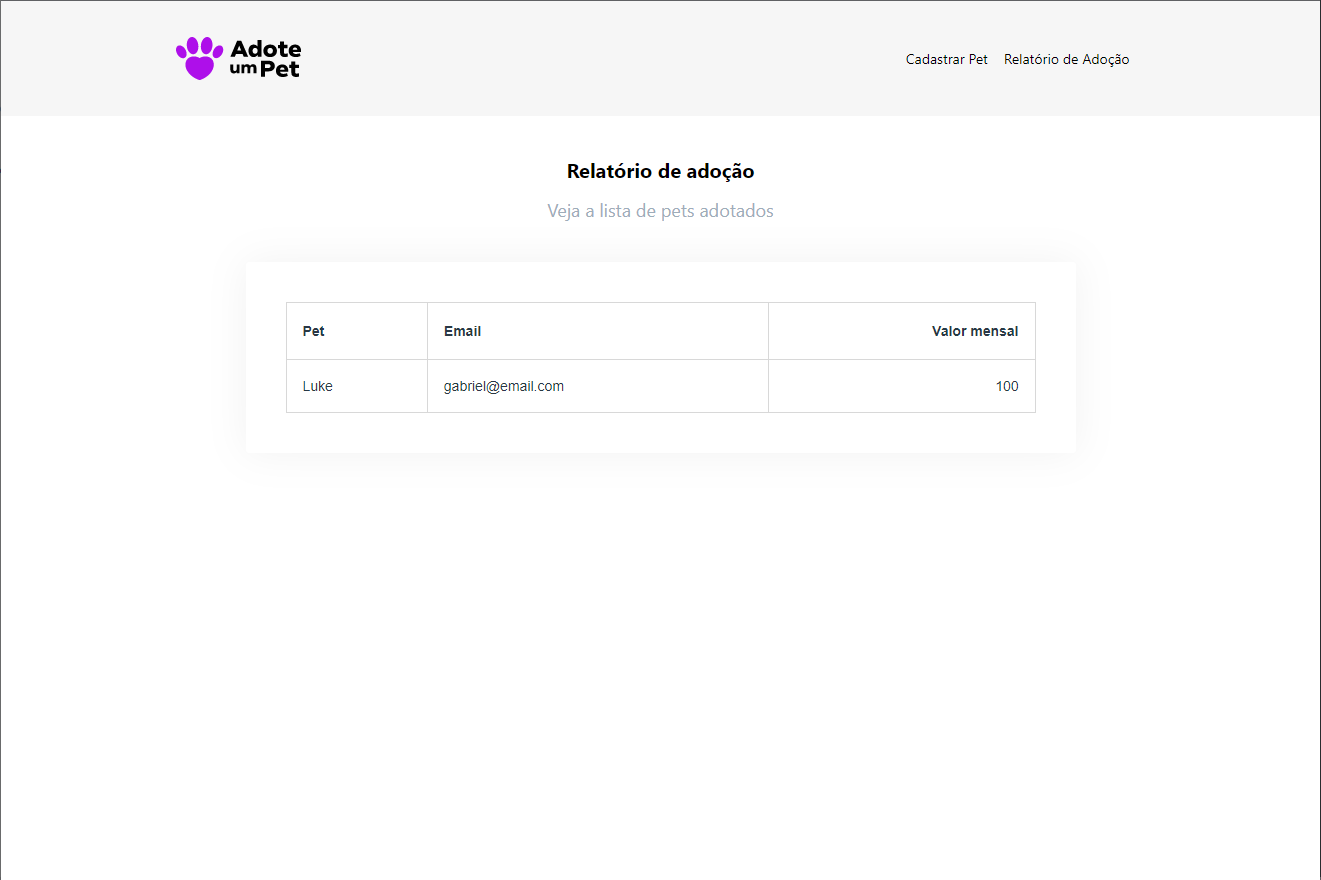 Adote
um Pet
Cadastrar Pet Relatório de Adoção
Relatório de adoção
Veja a lista de pets adotados
Pet Email Valor mensal
Luke gabriel@email.com 100